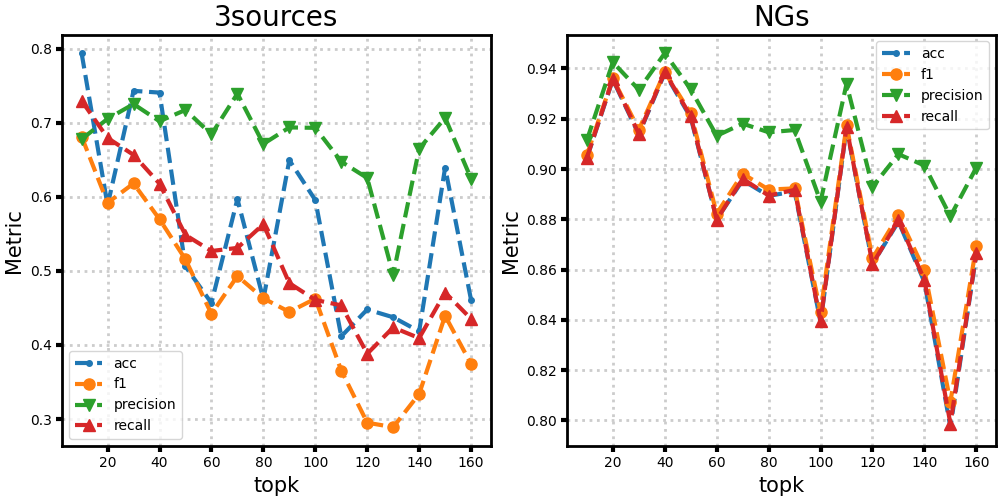 3sources
Metric
0.8
0.7
0.6
0.5
0.4
0.3
acc
f1
precision
recall
20 40 60 80 100 120 140 160
topk
NGs
Metric
0.94
0.92
0.90
0.88
0.86
0.84
0.82
0.80
acc
f1
precision
recall
20 40 60 80 100 120 140 160
topk